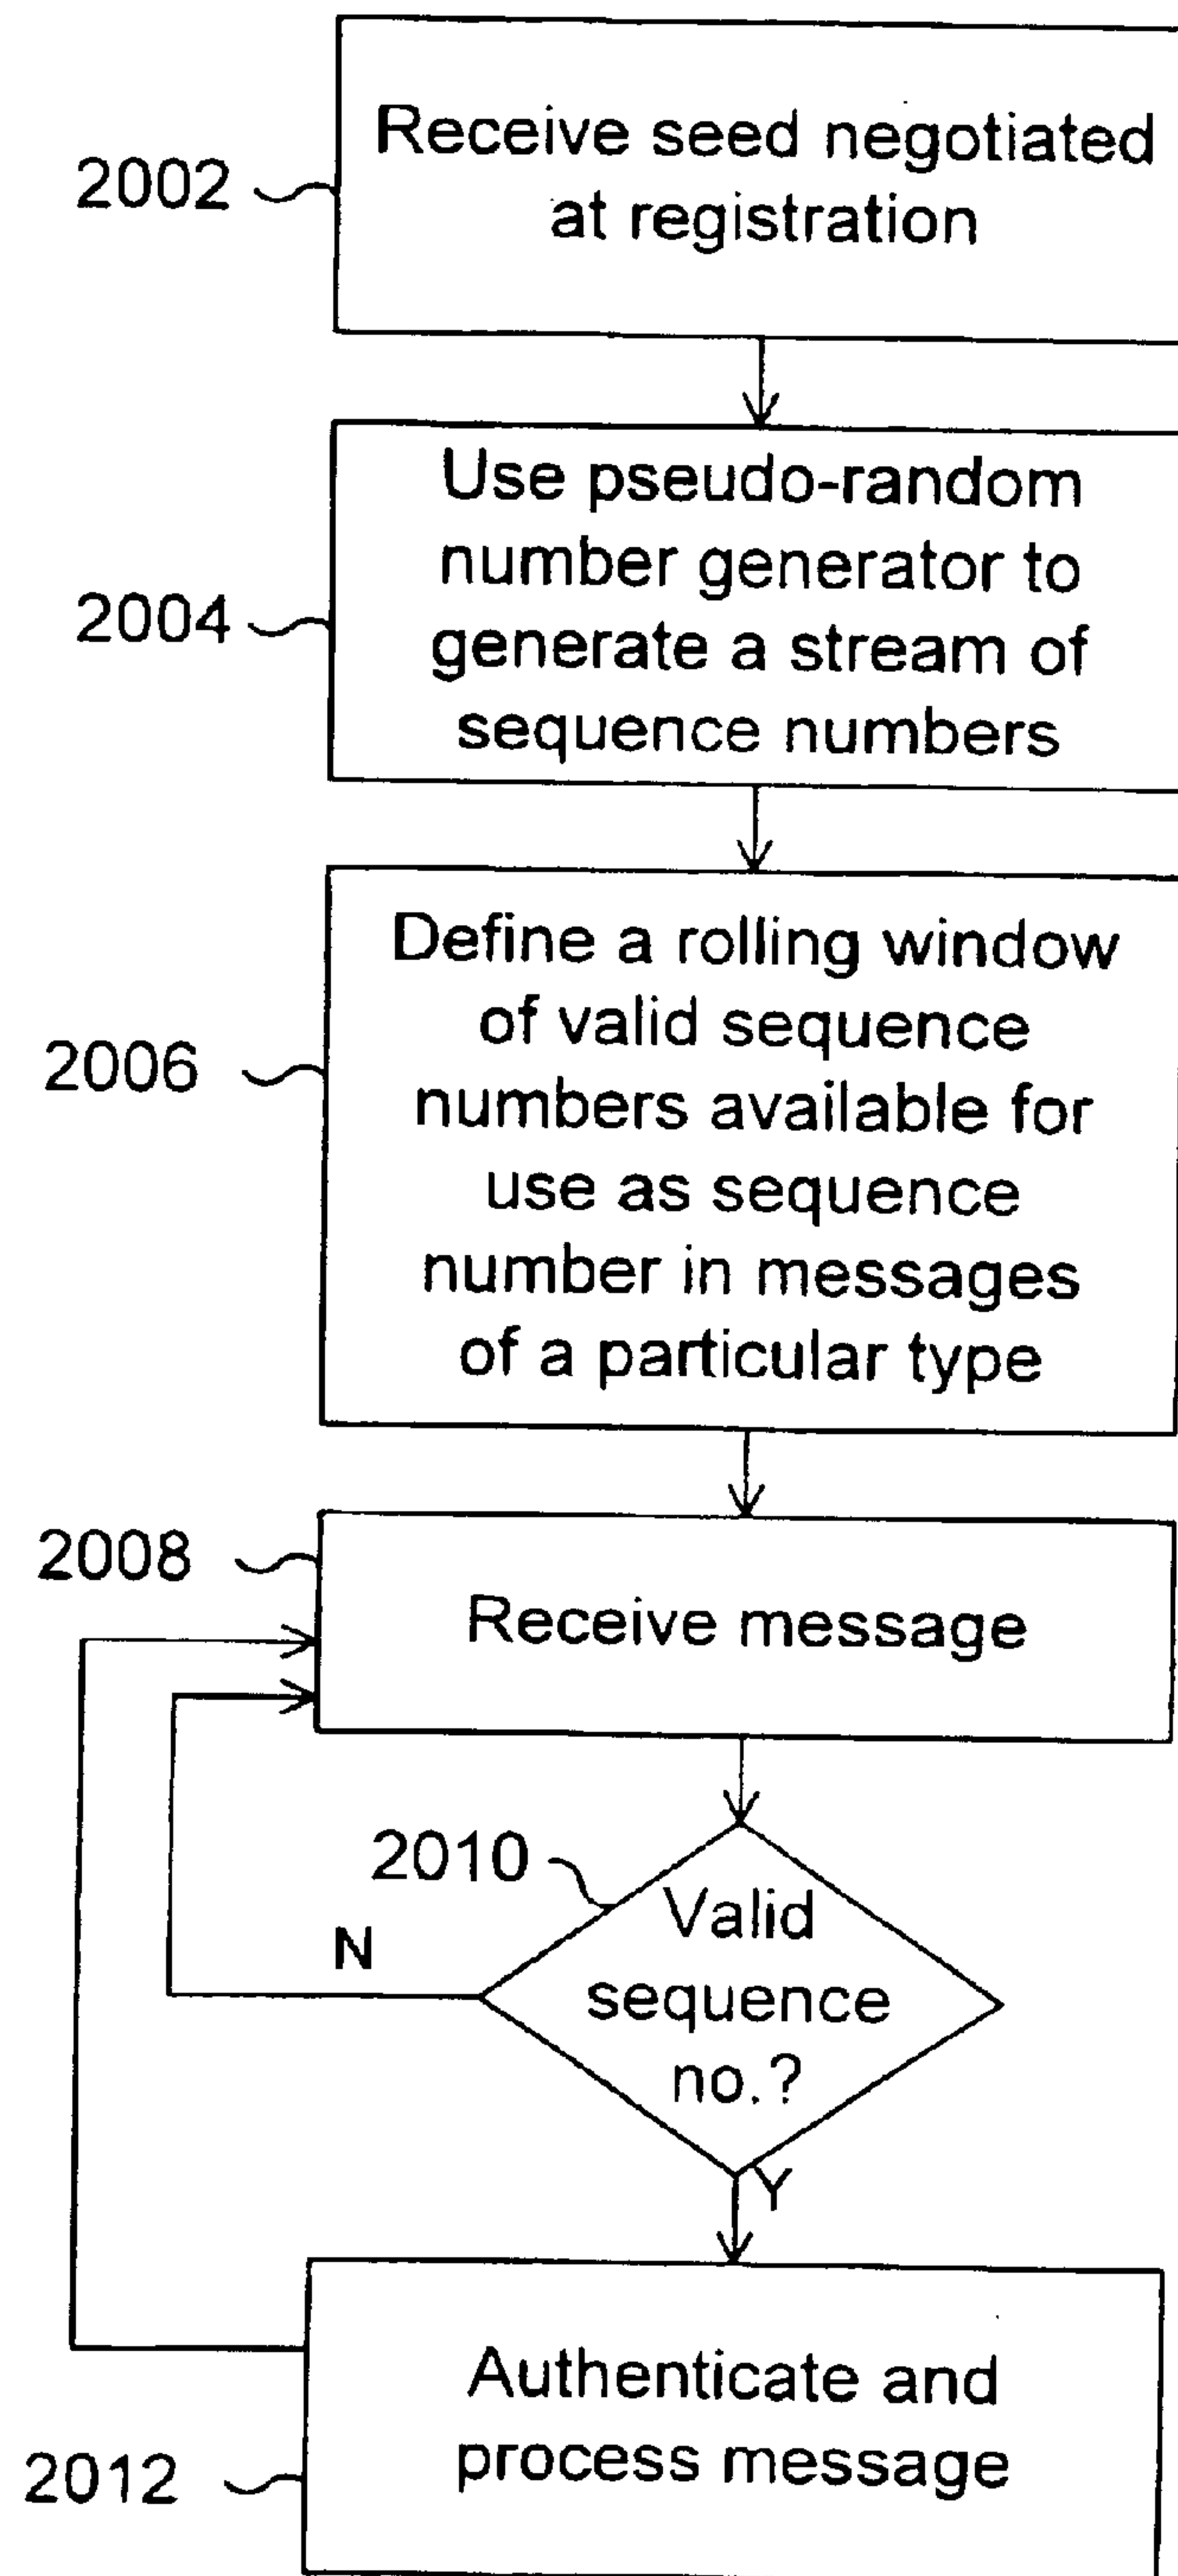 2002
Receive seed negotiated
at registration
2004
Use pseudo-random
number generator to
generate a stream of
sequence numbers
2006
Define a rolling window
of valid sequence
numbers available for
use as sequence
number in messages
of a particular type
2008
Receive message
2010
Valid
sequence
no.?
N
Y
Authenticate and
process message
2012